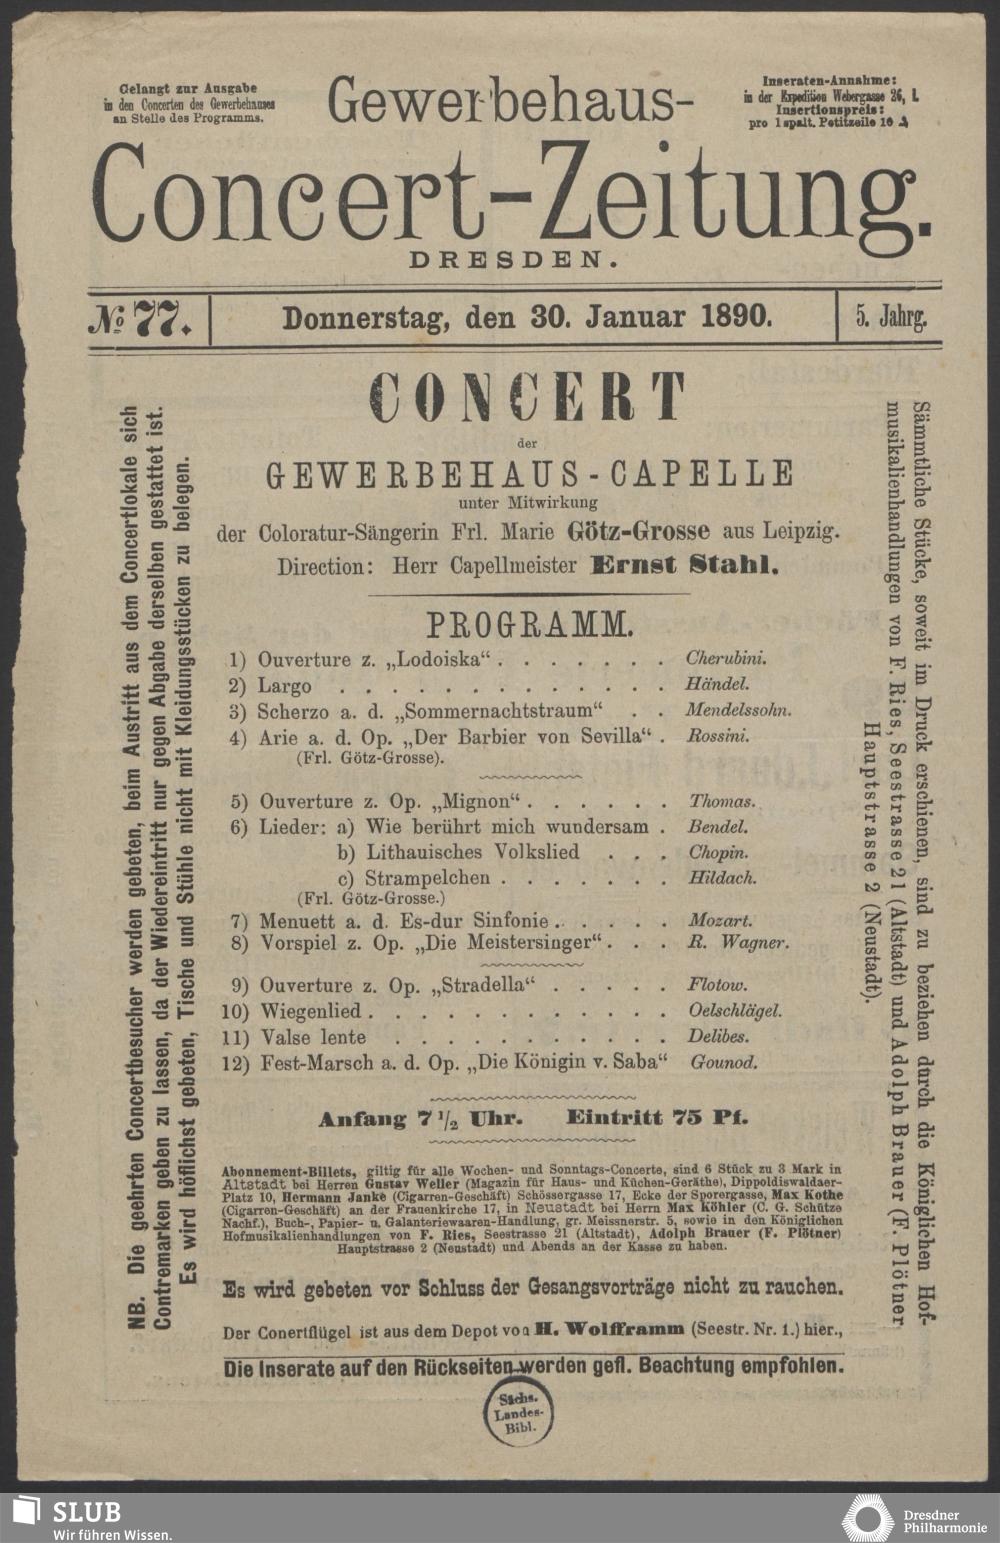 Gelangt zur Ausgabe
in den Concerten des Gewerbehauses
an Stelle des Programms.
Gewerbehaus-
Inseraten-Annahme:
in der Expedition Webergasse 26, I.
Insertionspreis:
pro 1 spalt. Petitzeile 10 ₰
Concert-Zeitung.
DRESDEN.
№ 77.
Donnerstag, den 30. Januar 1890.
5. Jahrg.
NB. Die geehrten Concertbesucher werden gebeten, beim Austritt aus dem Concertlokale sich
Contremarken geben zu lassen, da der Wiedereintritt nur gegen Abgabe derselben gestattet ist.
Es wird höflichst gebeten, Tische und Stühle nicht mit Kleidungsstücken zu belegen.
CONCERT
der
GEWERBEHAUS-CAPELLE
unter Mitwirkung
der Coloratur-Sängerin Frl. Marie Götz-Grosse aus Leipzig.
Direction: Herr Capellmeister Ernst Stahl.
PROGRAMM.
1) Ouverture z. „Lodoiska“ . . . . . . . Cherubini.
2) Largo . . . . . . . . . . . . . Händel.
3) Scherzo a. d. „Sommernachtstraum“ . . Mendelssohn.
4) Arie a. d. Op. „Der Barbier von Sevilla“ . Rossini.
(Frl. Götz-Grosse).
5) Ouverture z. Op. „Mignon“ . . . . . . Thomas.
6) Lieder: a) Wie berührt mich wundersam . Bendel.
b) Lithauisches Volkslied . . . Chopin.
c) Strampelchen . . . . . . . Hildach.
(Frl. Götz-Grosse.)
7) Menuett a. d. Es-dur Sinfonie . . . . . Mozart.
8) Vorspiel z. Op. „Die Meistersinger“ . . . R. Wagner.
9) Ouverture z. Op. „Stradella“ . . . . . Flotow.
10) Wiegenlied . . . . . . . . . . . . Oelschlägel.
11) Valse lente . . . . . . . . . . . Delibes.
12) Fest-Marsch a. d. Op. „Die Königin v. Saba“ Gounod.
Anfang 7 1/2 Uhr. Eintritt 75 Pf.
Abonnement-Billets, giltig für alle Wochen- und Sonntags-Concerte, sind 6 Stück zu 3 Mark in
Altstadt bei Herren Gustav Weller (Magazin für Haus- und Küchen-Geräthe), Dippoldiswaldaer-
Platz 10, Hermann Janke (Cigarren-Geschäft) Schössergasse 17, Ecke der Sporergasse, Max Kothe
(Cigarren-Geschäft) an der Frauenkirche 17, in Neustadt bei Herrn Max Köhler (C. G. Schütze
Nachf.), Buch-, Papier- u. Galanteriewaaren-Handlung, gr. Meissnerstr. 5, sowie in den Königlichen
Hofmusikalienhandlungen von F. Ries, Seestrasse 21 (Altstadt), Adolph Brauer (F. Plötner)
Hauptstrasse 2 (Neustadt) und Abends an der Kasse zu haben.
Es wird gebeten vor Schluss der Gesangsvorträge nicht zu rauchen.
Der Conertflügel ist aus dem Depot von H. Wolfframm (Seestr. Nr. 1.) hier.,
Die Inserate auf den Rückseiten werden gefl. Beachtung empfohlen.
Sämmtliche Stücke, soweit im Druck erschienen, sind zu beziehen durch die Königlichen Hof-
musikalienhandlungen von F. Ries, Seestrasse 21 (Altstadt) und Adolph Brauer (F. Plötner
Hauptstrasse 2 (Neustadt).
Sächs.
Landes-
Bibl.
SLUB
Wir führen Wissen.
Dresdner
Philharmonie